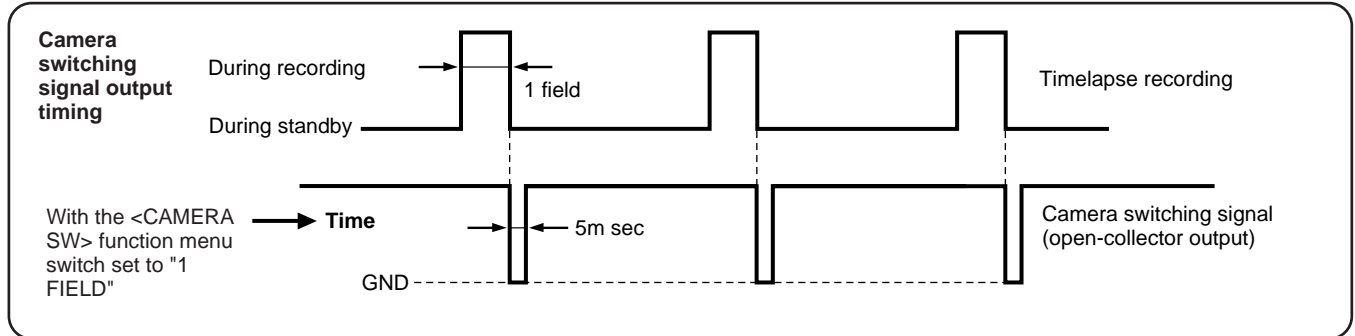 Camera
switching
signal output
timing
During recording
1 field
Timelapse recording
During standby
With the <CAMERA
SW> function menu
switch set to "1
FIELD"
Time
5m sec
Camera switching signal
(open-collector output)
GND